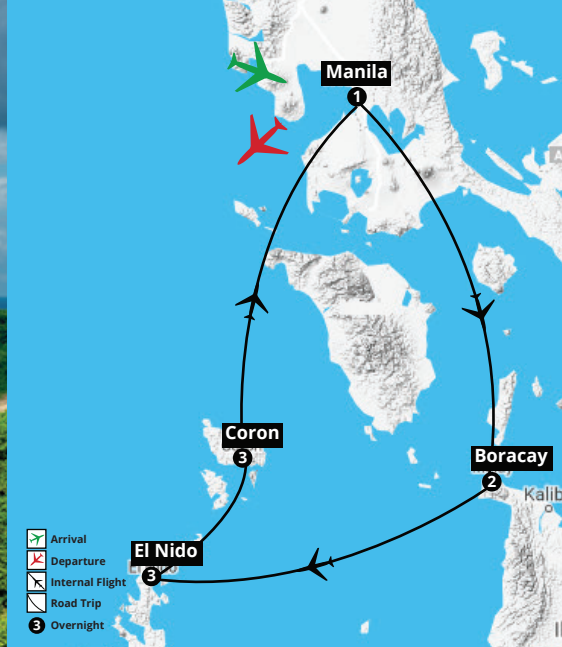 Manila
1
Coron
3
Boracay
2
Kalib
El Nido
3
Arrival
Departure
Internal Flight
Road Trip
3 Overnight